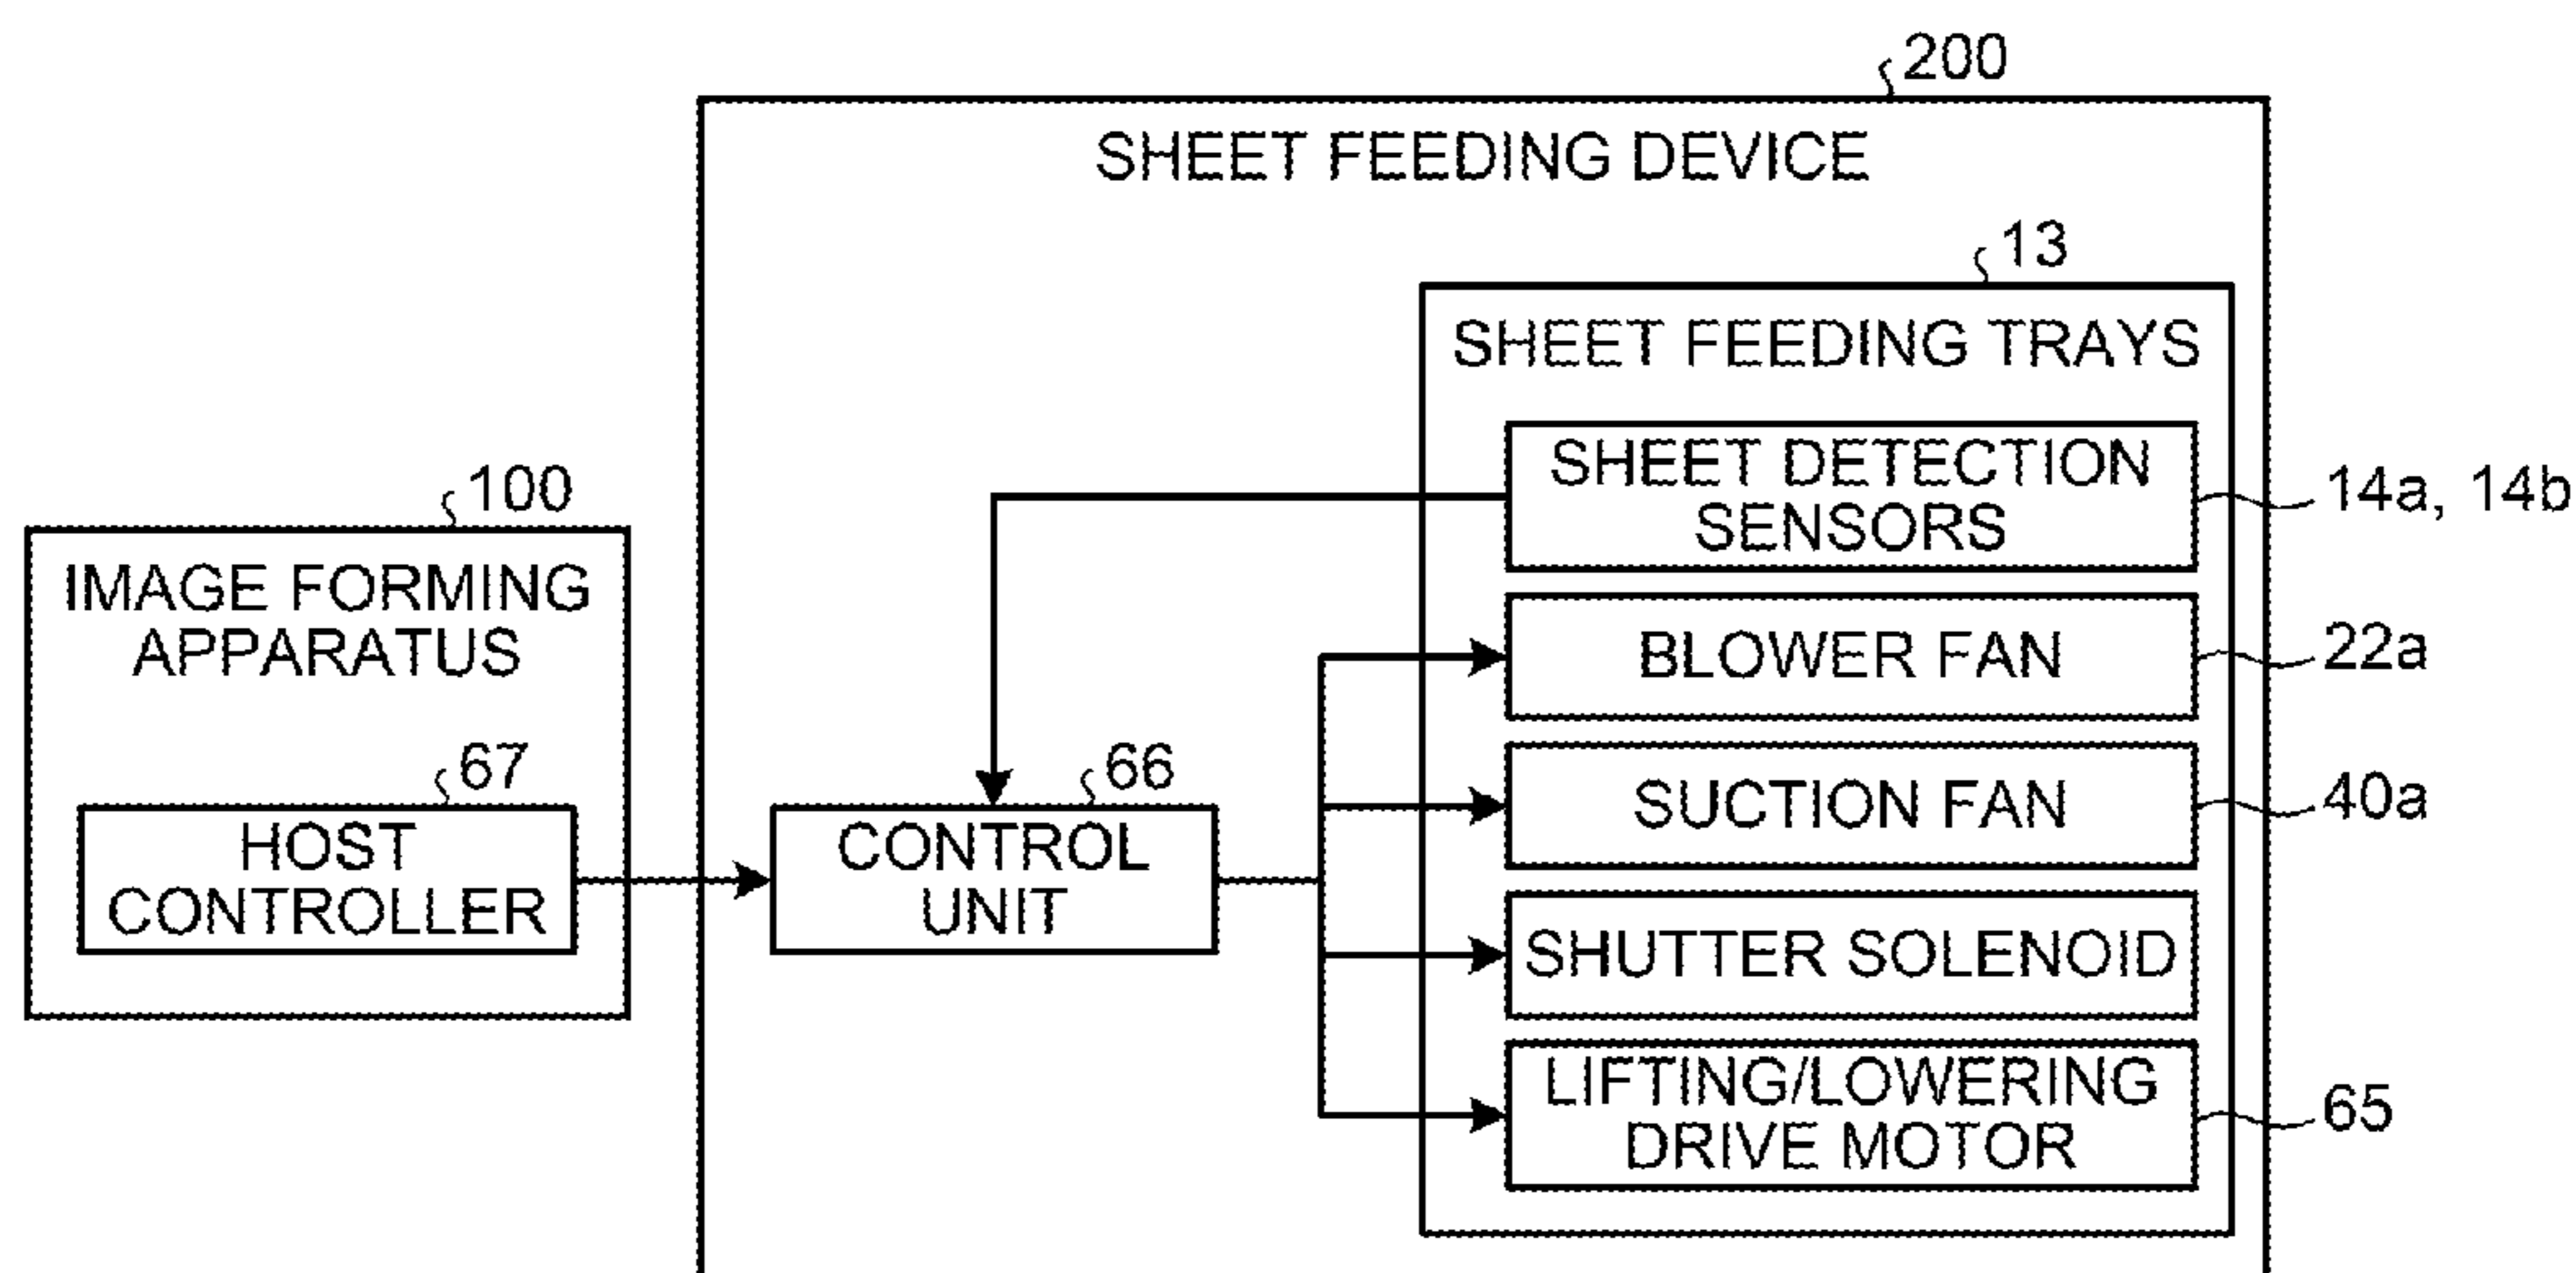 200
SHEET FEEDING DEVICE
13
SHEET FEEDING TRAYS
SHEET DETECTION
SENSORS
14a, 14b
100
IMAGE FORMING
APPARATUS
BLOWER FAN
22a
67
HOST
CONTROLLER
66
CONTROL
UNIT
SUCTION FAN
40a
SHUTTER SOLENOID
LIFTING/LOWERING
DRIVE MOTOR
65